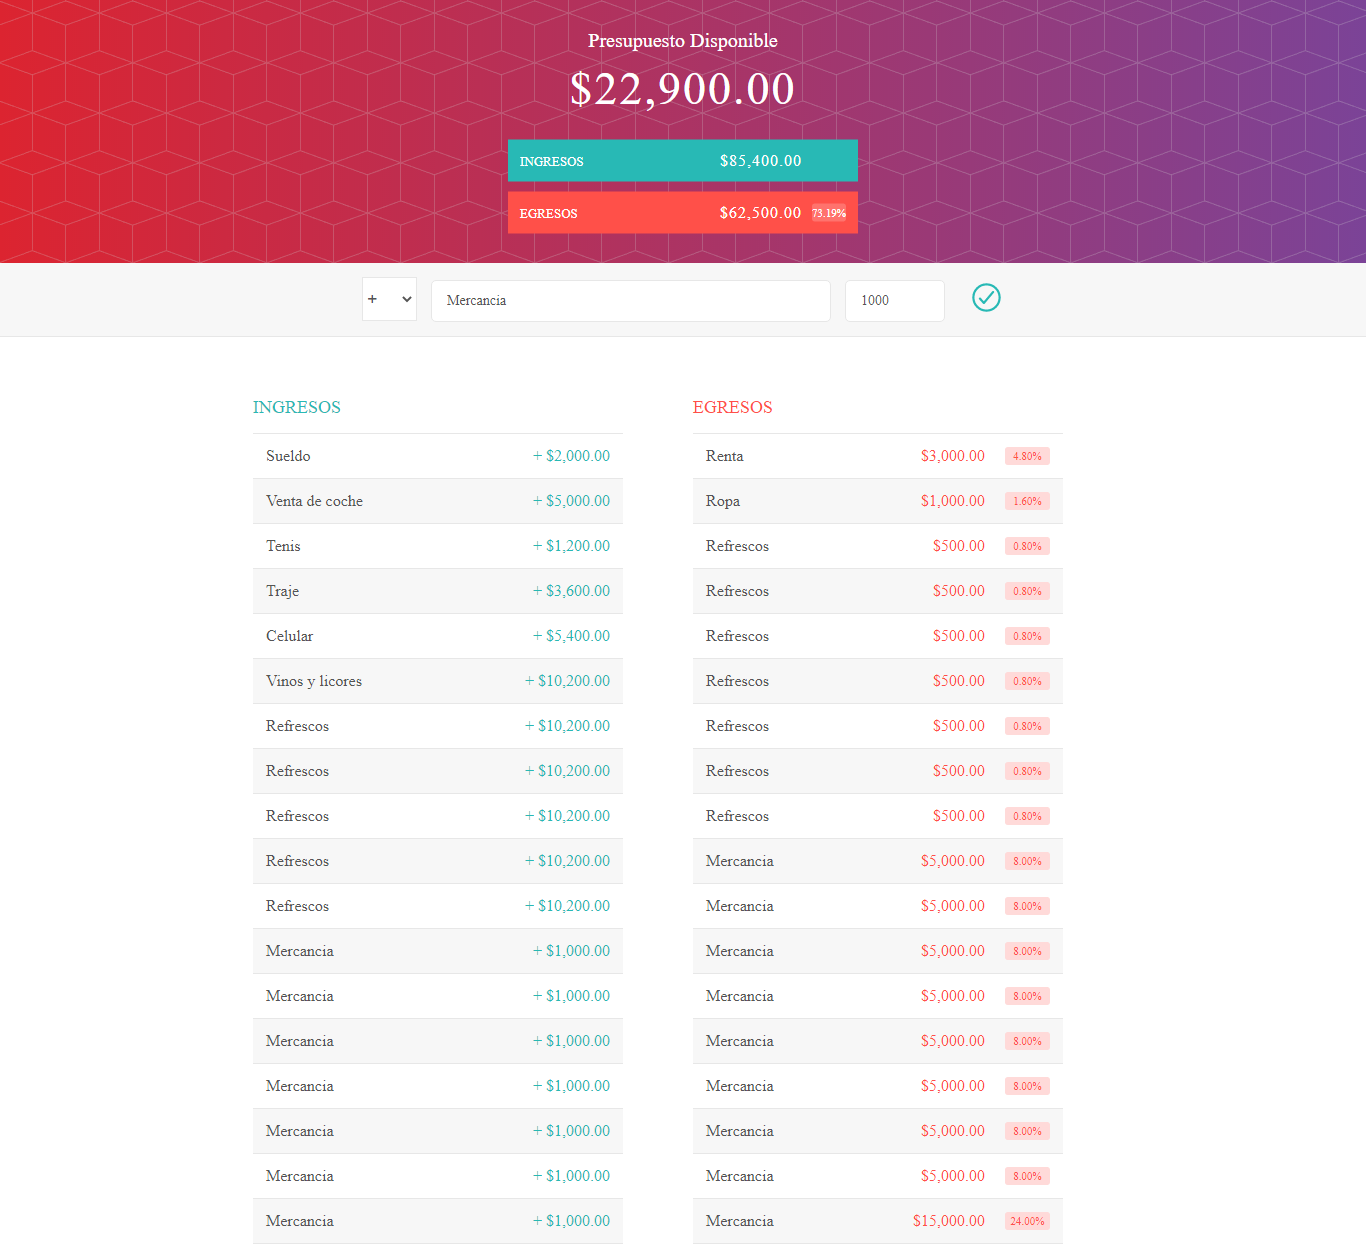 Presupuesto Disponible
$22,900.00
INGRESOS $85,400.00
EGRESOS $62,500.00 73.19%
+ Mercancia 1000
INGRESOS
Sueldo + $2,000.00
Venta de coche + $5,000.00
Tenis + $1,200.00
Traje + $3,600.00
Celular + $5,400.00
Vinos y licores + $10,200.00
Refrescos + $10,200.00
Refrescos + $10,200.00
Refrescos + $10,200.00
Refrescos + $10,200.00
Refrescos + $10,200.00
Mercancia + $1,000.00
Mercancia + $1,000.00
Mercancia + $1,000.00
Mercancia + $1,000.00
Mercancia + $1,000.00
Mercancia + $1,000.00
Mercancia + $1,000.00
EGRESOS
Renta $3,000.00 4.80%
Ropa $1,000.00 1.60%
Refrescos $500.00 0.80%
Refrescos $500.00 0.80%
Refrescos $500.00 0.80%
Refrescos $500.00 0.80%
Refrescos $500.00 0.80%
Refrescos $500.00 0.80%
Refrescos $500.00 0.80%
Mercancia $5,000.00 8.00%
Mercancia $5,000.00 8.00%
Mercancia $5,000.00 8.00%
Mercancia $5,000.00 8.00%
Mercancia $5,000.00 8.00%
Mercancia $5,000.00 8.00%
Mercancia $5,000.00 8.00%
Mercancia $5,000.00 8.00%
Mercancia $15,000.00 24.00%